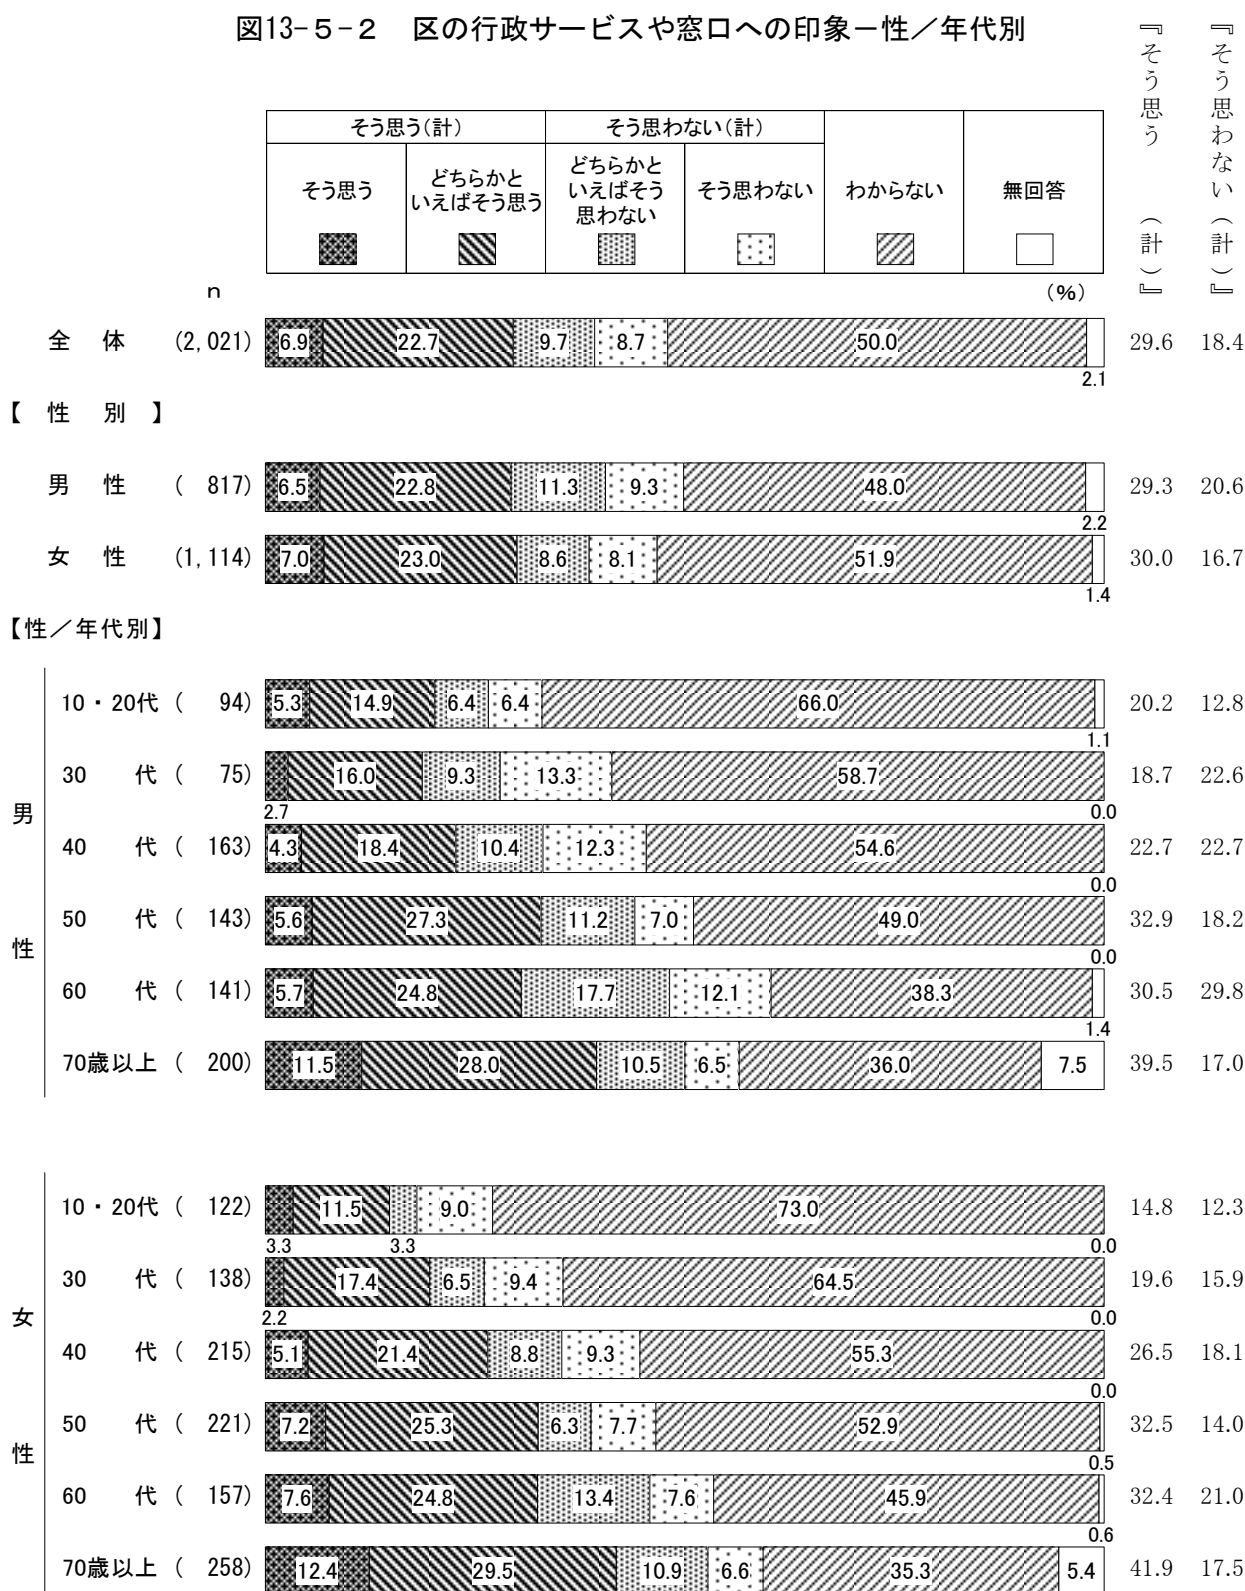 図13-5-2　区の行政サービスや窓口への印象－性／年代別
『そう思う（計）』
『そう思わない（計）』
そう思う（計）　そう思わない（計）
そう思う　どちらかといえばそう思う　どちらかといえばそう思わない　そう思わない　わからない　無回答
n　（％）
全　体　(2,021)　6.9　22.7　9.7　8.7　50.0　2.1　29.6　18.4
【　性　別　】
男　性　(　817)　6.5　22.8　11.3　9.3　48.0　2.2　29.3　20.6
女　性　(1,114)　7.0　23.0　8.6　8.1　51.9　1.4　30.0　16.7
【性／年代別】
男性
10・20代　(　94)　5.3　14.9　6.4　6.4　66.0　1.1　20.2　12.8
30　代　(　75)　2.7　16.0　9.3　13.3　58.7　0.0　18.7　22.6
40　代　(　163)　4.3　18.4　10.4　12.3　54.6　0.0　22.7　22.7
50　代　(　143)　5.6　27.3　11.2　7.0　49.0　0.0　32.9　18.2
60　代　(　141)　5.7　24.8　17.7　12.1　38.3　1.4　30.5　29.8
70歳以上　(　200)　11.5　28.0　10.5　6.5　36.0　7.5　39.5　17.0
女性
10・20代　(　122)　3.3　11.5　3.3　9.0　73.0　0.0　14.8　12.3
30　代　(　138)　2.2　17.4　6.5　9.4　64.5　0.0　19.6　15.9
40　代　(　215)　5.1　21.4　8.8　9.3　55.3　0.0　26.5　18.1
50　代　(　221)　7.2　25.3　6.3　7.7　52.9　0.5　32.5　14.0
60　代　(　157)　7.6　24.8　13.4　7.6　45.9　0.6　32.4　21.0
70歳以上　(　258)　12.4　29.5　10.9　6.6　35.3　5.4　41.9　17.5